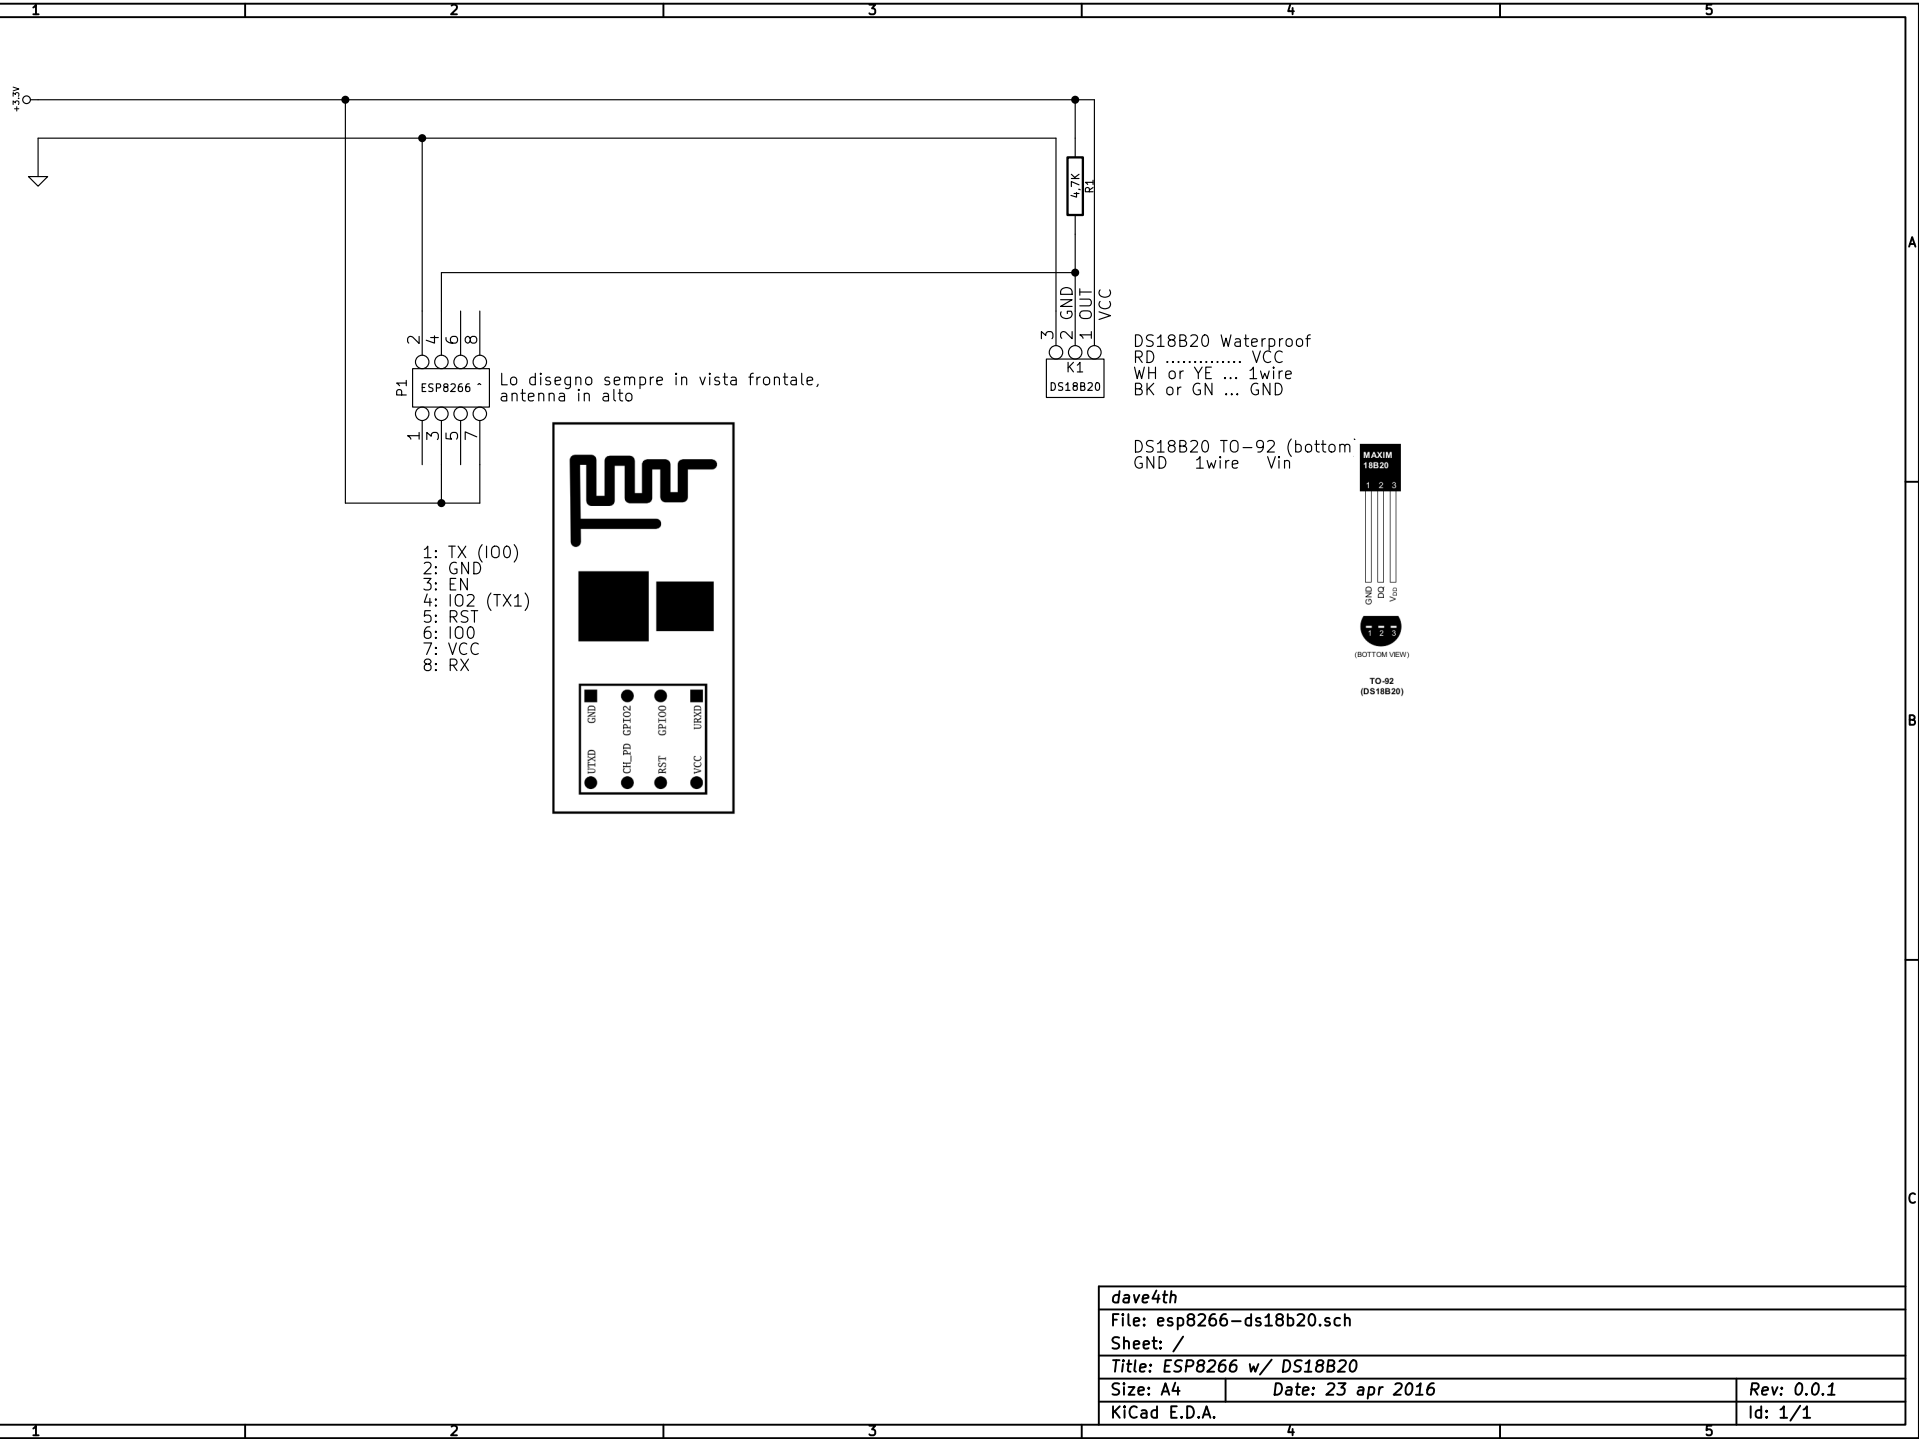 1 2 3 4 5
+3.3V
4,7K
R1
A
GND
OUT
VCC
3 2 1
K1
DS18B20
DS18B20 Waterproof
RD .............. VCC
WH or YE ... 1wire
BK or GN ... GND
2 4 6 8
P1
ESP8266 ^
1 3 5 7
Lo disegno sempre in vista frontale,
antenna in alto
DS18B20 TO-92 (bottom
GND 1wire Vin
MAXIM
18B20
1 2 3
GND DQ VDD
1 2 3
(BOTTOM VIEW)
TO-92
(DS18B20)
1: TX (IO0)
2: GND
3: EN
4: IO2 (TX1)
5: RST
6: IO0
7: VCC
8: RX
GND GPIO2 GPIO0 URXD
UTXD CH_PD RST VCC
B
C
dave4th
File: esp8266-ds18b20.sch
Sheet: /
Title: ESP8266 w/ DS18B20
Size: A4 Date: 23 apr 2016 Rev: 0.0.1
KiCad E.D.A. Id: 1/1
1 2 3 4 5